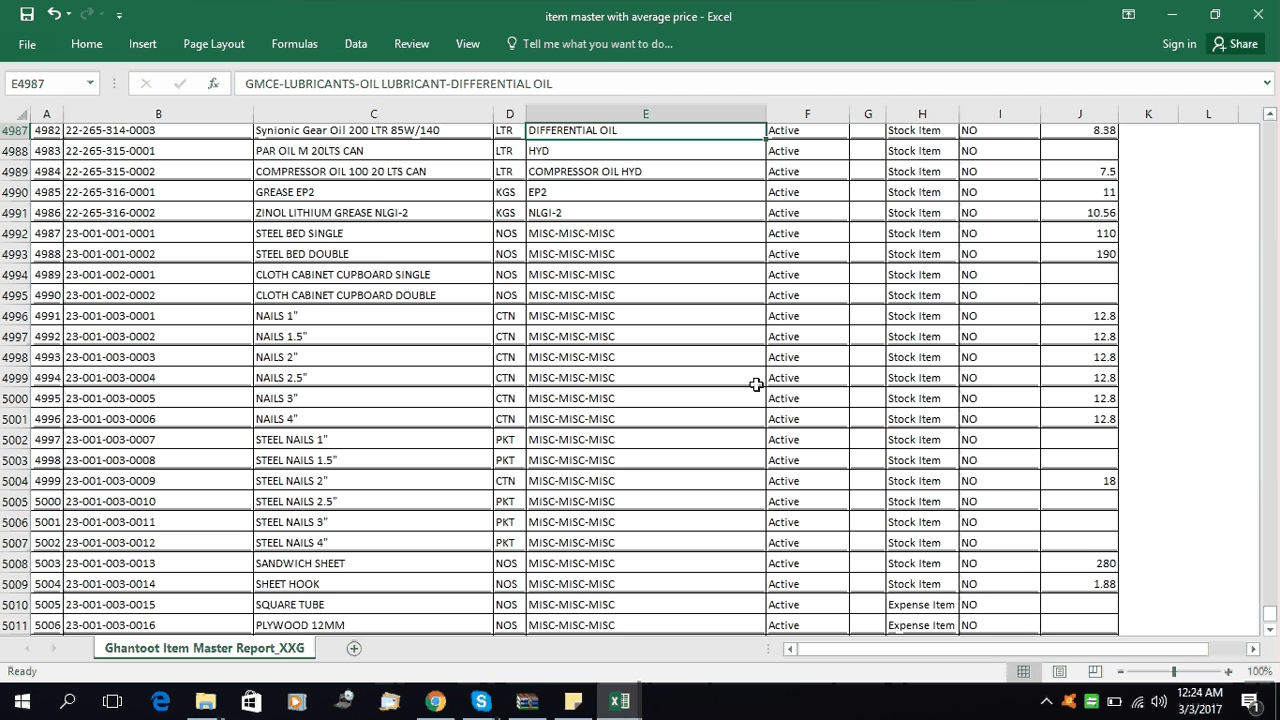 item master with average price - Excel
File Home Insert Page Layout Formulas Data Review View Tell me what you want to do... Sign in Share
E4987 fx GMCE-LUBRICANTS-OIL LUBRICANT-DIFFERENTIAL OIL
A B C D E F G H I J K L
4987 4982 22-265-314-0003 Synionic Gear Oil 200 LTR 85W/140 LTR DIFFERENTIAL OIL Active Stock Item NO 8.38
4988 4983 22-265-315-0001 PAR OIL M 20LTS CAN LTR HYD Active Stock Item NO
4989 4984 22-265-315-0002 COMPRESSOR OIL 100 20 LTS CAN LTR COMPRESSOR OIL HYD Active Stock Item NO 7.5
4990 4985 22-265-316-0001 GREASE EP2 KGS EP2 Active Stock Item NO 11
4991 4986 22-265-316-0002 ZINOL LITHIUM GREASE NLGI-2 KGS NLGI-2 Active Stock Item NO 10.56
4992 4987 23-001-001-0001 STEEL BED SINGLE NOS MISC-MISC-MISC Active Stock Item NO 110
4993 4988 23-001-001-0002 STEEL BED DOUBLE NOS MISC-MISC-MISC Active Stock Item NO 190
4994 4989 23-001-002-0001 CLOTH CABINET CUPBOARD SINGLE NOS MISC-MISC-MISC Active Stock Item NO
4995 4990 23-001-002-0002 CLOTH CABINET CUPBOARD DOUBLE NOS MISC-MISC-MISC Active Stock Item NO
4996 4991 23-001-003-0001 NAILS 1" CTN MISC-MISC-MISC Active Stock Item NO 12.8
4997 4992 23-001-003-0002 NAILS 1.5" CTN MISC-MISC-MISC Active Stock Item NO 12.8
4998 4993 23-001-003-0003 NAILS 2" CTN MISC-MISC-MISC Active Stock Item NO 12.8
4999 4994 23-001-003-0004 NAILS 2.5" CTN MISC-MISC-MISC Active Stock Item NO 12.8
5000 4995 23-001-003-0005 NAILS 3" CTN MISC-MISC-MISC Active Stock Item NO 12.8
5001 4996 23-001-003-0006 NAILS 4" CTN MISC-MISC-MISC Active Stock Item NO 12.8
5002 4997 23-001-003-0007 STEEL NAILS 1" PKT MISC-MISC-MISC Active Stock Item NO
5003 4998 23-001-003-0008 STEEL NAILS 1.5" PKT MISC-MISC-MISC Active Stock Item NO
5004 4999 23-001-003-0009 STEEL NAILS 2" CTN MISC-MISC-MISC Active Stock Item NO 18
5005 5000 23-001-003-0010 STEEL NAILS 2.5" PKT MISC-MISC-MISC Active Stock Item NO
5006 5001 23-001-003-0011 STEEL NAILS 3" PKT MISC-MISC-MISC Active Stock Item NO
5007 5002 23-001-003-0012 STEEL NAILS 4" PKT MISC-MISC-MISC Active Stock Item NO
5008 5003 23-001-003-0013 SANDWICH SHEET NOS MISC-MISC-MISC Active Stock Item NO 280
5009 5004 23-001-003-0014 SHEET HOOK NOS MISC-MISC-MISC Active Stock Item NO 1.88
5010 5005 23-001-003-0015 SQUARE TUBE NOS MISC-MISC-MISC Active Expense Item NO
5011 5006 23-001-003-0016 PLYWOOD 12MM NOS MISC-MISC-MISC Active Expense Item NO
Ghantoot Item Master Report_XXG
Ready 100%
12:24 AM
3/3/2017